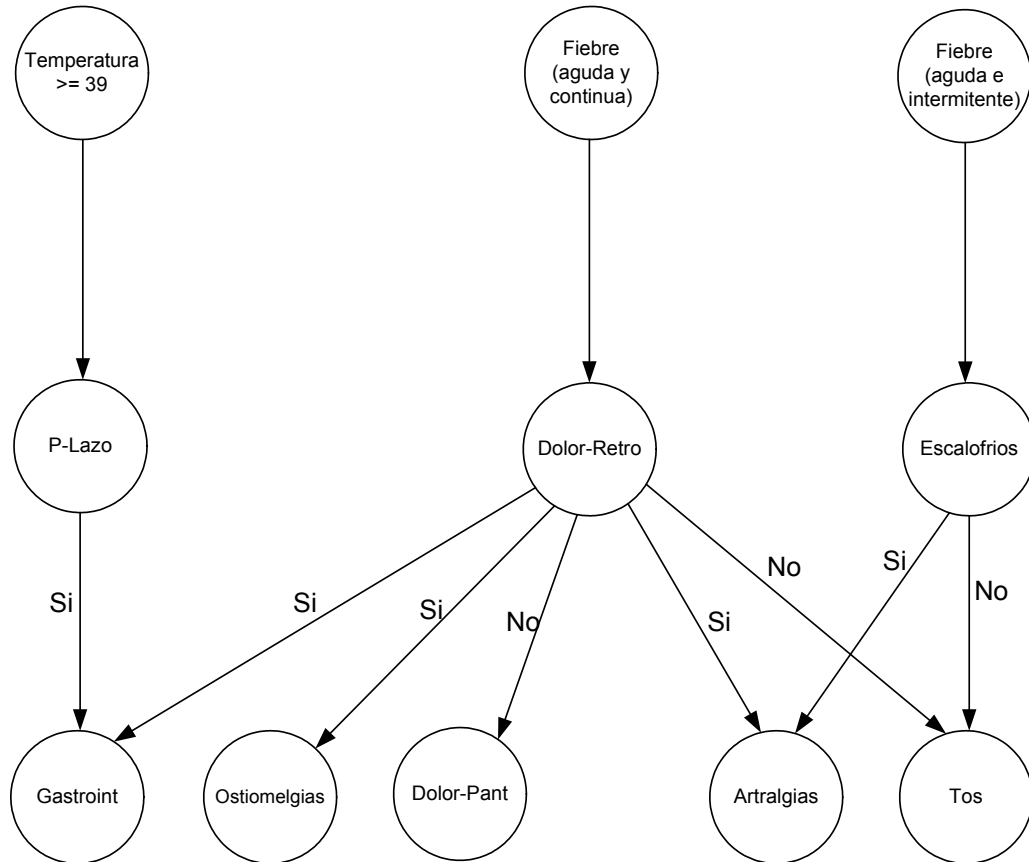 Temperatura
>= 39
Fiebre
(aguda y
continua)
Fiebre
(aguda e
intermitente)
P-Lazo
Dolor-Retro
Escalofrios
Si
Si
Si
No
Si
No
Si
No
Gastroint
Ostiomelgias
Dolor-Pant
Artralgias
Tos